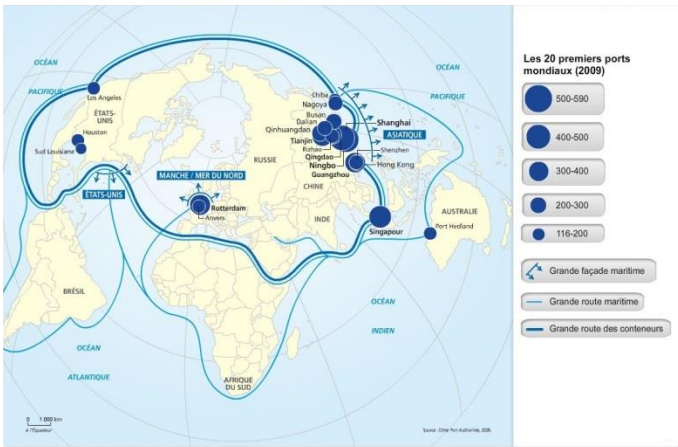 OCÉAN
PACIFIQUE
Los Angeles
ÉTATS-
UNIS
Houston
Sud Louisiane
ÉTATS-UNIS
MANCHE / MER DU NORD
Rotterdam
Anvers
RUSSIE
CHINE
INDE
Chiba
Nagoya
Busan
Dalian
Qinhuangdao
Tianjin
Rizhao
Qingdao
Ningbo
Guangzhou
Shanghai
ASIATIQUE
Shenzhen
Hong Kong
Singapour
OCÉAN
PACIFIQUE
AUSTRALIE
Port Hedland
BRÉSIL
OCÉAN
ATLANTIQUE
AFRIQUE
DU SUD
OCÉAN
INDIEN
0 1 000 km
à l'Equateur
Les 20 premiers ports
mondiaux (2009)
500-590
400-500
300-400
200-300
116-200
Grande façade maritime
Grande route maritime
Grande route des conteneurs